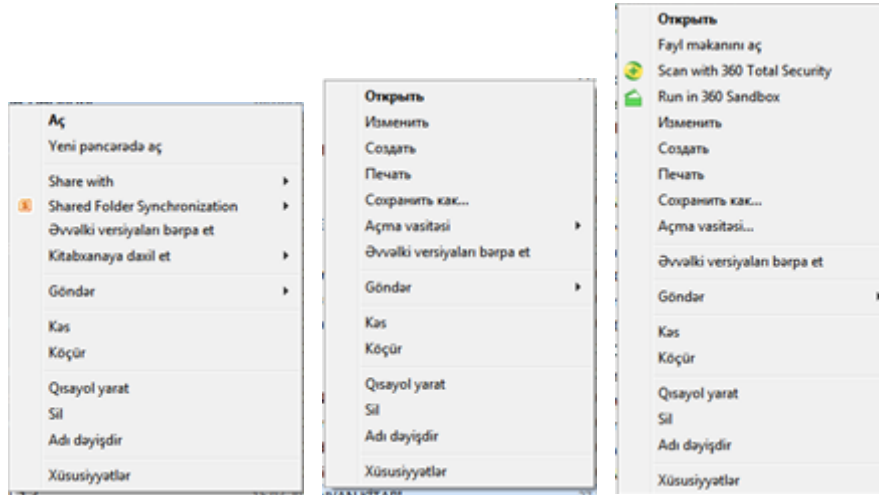 Aç
Yeni pəncərədə aç
Share with
Shared Folder Synchronization
Əvvəlki versiyaları bərpa et
Kitabxanaya daxil et
Göndər
Kəs
Köçür
Qısayol yarat
Sil
Adı dəyişdir
Xüsusiyyətlər
Открыть
Изменить
Создать
Печать
Сохранить как...
Açma vasitəsi
Əvvəlki versiyaları bərpa et
Göndər
Kəs
Köçür
Qısayol yarat
Sil
Adı dəyişdir
Xüsusiyyətlər
Открыть
Fayl məkanını aç
Scan with 360 Total Security
Run in 360 Sandbox
Изменить
Создать
Печать
Сохранить как...
Açma vasitəsi...
Əvvəlki versiyaları bərpa et
Göndər
Kəs
Köçür
Qısayol yarat
Sil
Adı dəyişdir
Xüsusiyyətlər